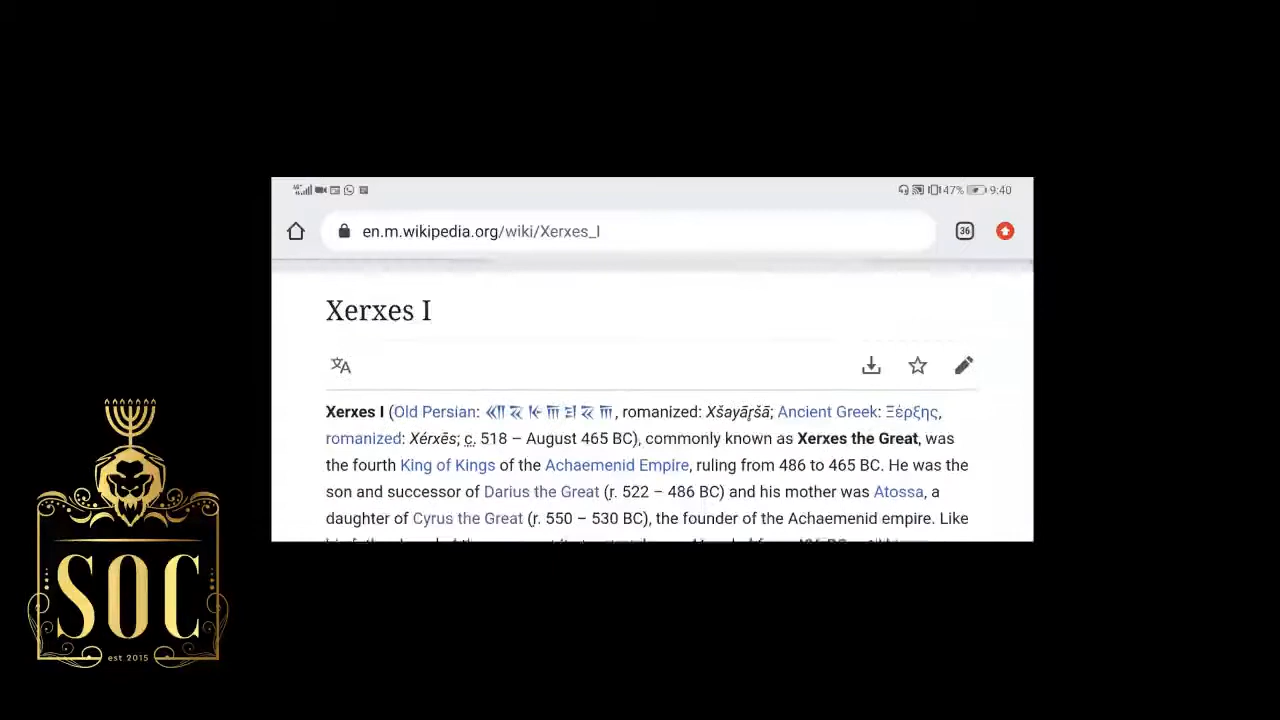 47% 9:40
en.m.wikipedia.org/wiki/Xerxes_I
36
Xerxes I
Xerxes I (Old Persian: 𐎧𐏁𐎹𐎠𐎼𐏁𐎠, romanized: Xšayāṛšā; Ancient Greek: Ξέρξης,
romanized: Xérxēs; c. 518 – August 465 BC), commonly known as Xerxes the Great, was
the fourth King of Kings of the Achaemenid Empire, ruling from 486 to 465 BC. He was the
son and successor of Darius the Great (r. 522 – 486 BC) and his mother was Atossa, a
daughter of Cyrus the Great (r. 550 – 530 BC), the founder of the Achaemenid empire. Like
SOC
est 2015